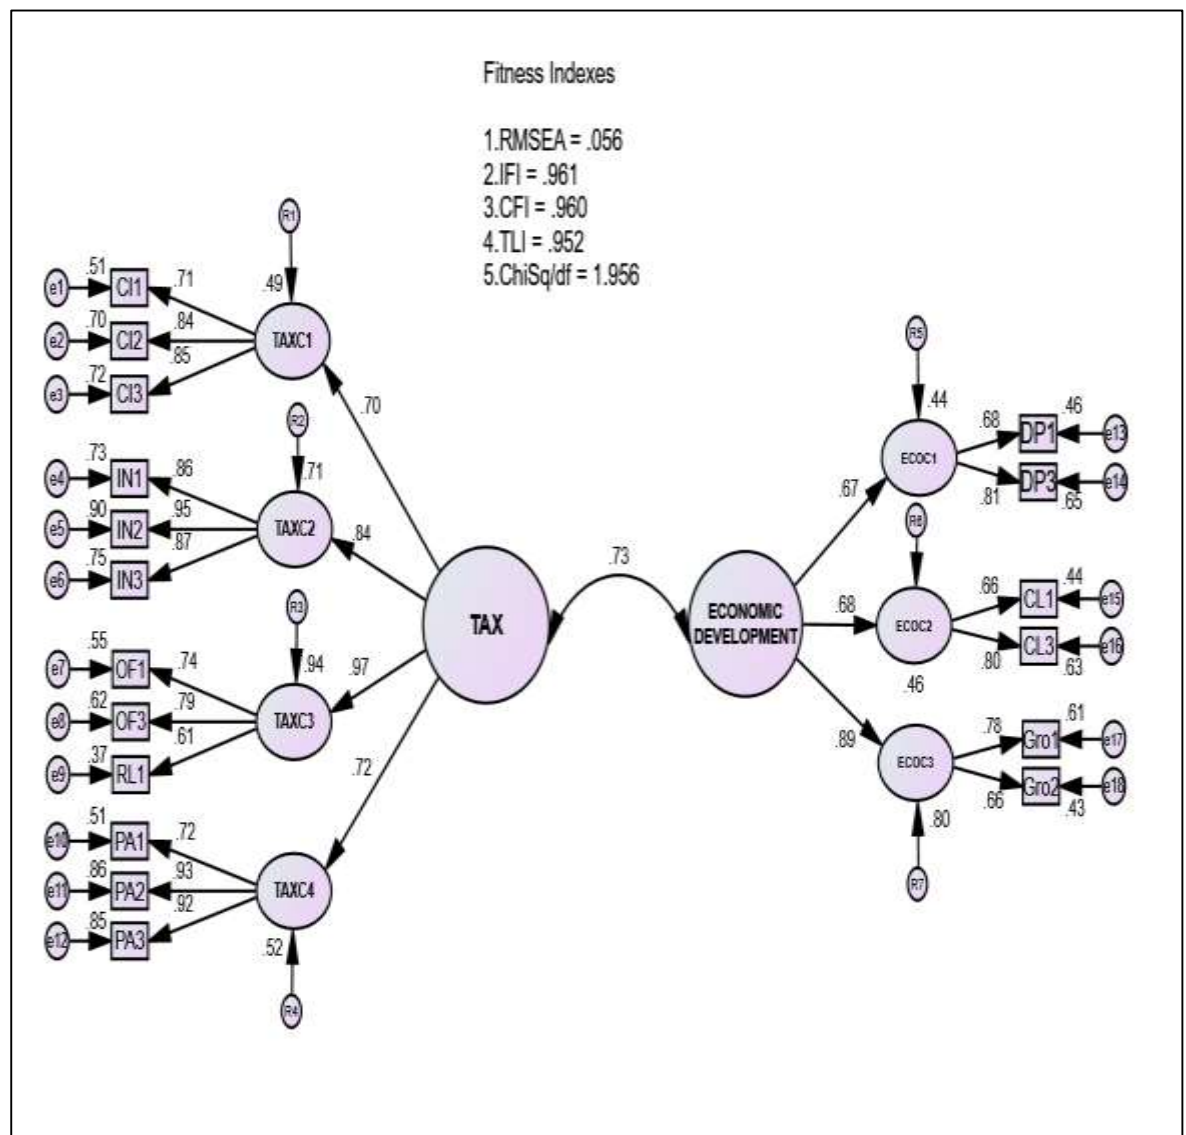 Fitness Indexes
1.RMSEA = .056
2.IFI = .961
3.CFI = .960
4.TLI = .952
5.ChiSq/df = 1.956
R1
.49
e1
.51
CI1
.71
e2
.70
CI2
.84
e3
.72
CI3
.85
TAXC1
.70
R2
.71
e4
.73
IN1
.86
e5
.90
IN2
.95
e6
.75
IN3
.87
TAXC2
.84
R3
.94
e7
.55
OF1
.74
e8
.62
OF3
.79
e9
.37
RL1
.61
TAXC3
.97
e10
.51
PA1
.72
e11
.86
PA2
.93
e12
.85
PA3
.92
TAXC4
.72
.52
R4
TAX
.73
ECONOMIC
DEVELOPMENT
R5
.44
ECOC1
.67
.68
DP1
.46
e13
.81
DP3
.65
e14
R6
ECOC2
.68
.46
.66
CL1
.44
e15
.80
CL3
.63
e16
ECOC3
.89
.80
R7
.78
Gro1
.61
e17
.66
Gro2
.43
e18